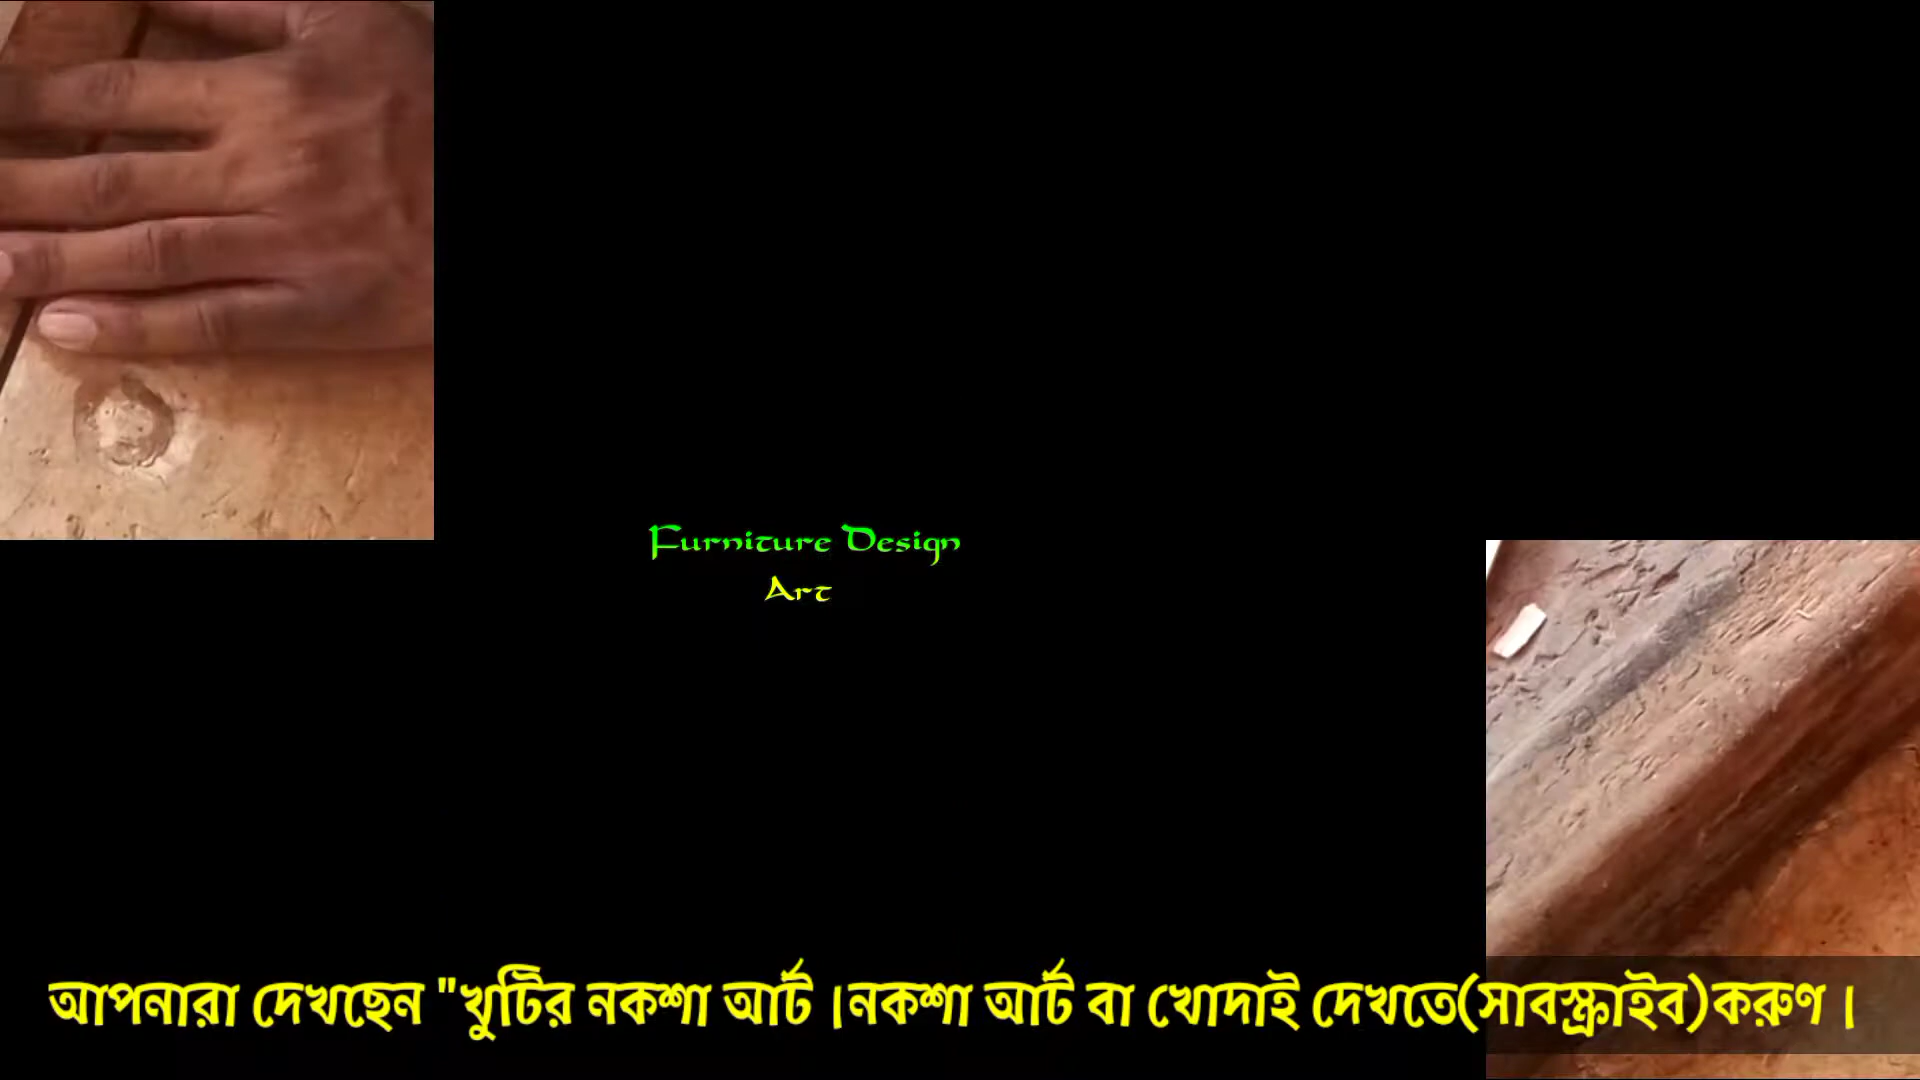 Furniture Design
Art
আপনারা দেখছেন "খুটির নকশা আর্ট ।নকশা আর্ট বা খোদাই দেখতে(সাবস্ক্রাইব)করুণ ।